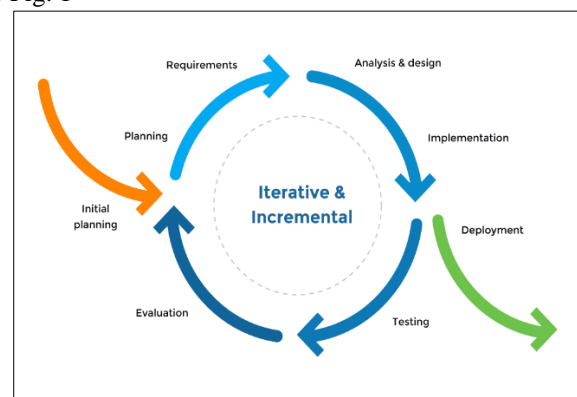 Fig. 1
Requirements
Analysis & design
Planning
Implementation
Iterative &
Incremental
Initial
planning
Deployment
Evaluation
Testing